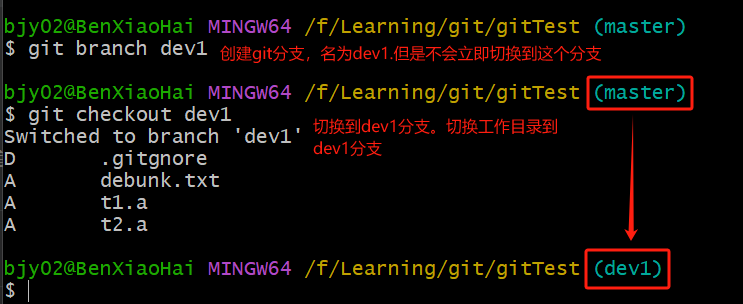 bjy02@BenXiaoHai MINGW64 /f/Learning/git/gitTest (master)
$ git branch dev1 创建git分支，名为dev1.但是不会立即切换到这个分支
bjy02@BenXiaoHai MINGW64 /f/Learning/git/gitTest (master)
$ git checkout dev1
Switched to branch 'dev1' 切换到dev1分支。切换工作目录到
D .gitgnore dev1分支
A debunk.txt
A t1.a
A t2.a
bjy02@BenXiaoHai MINGW64 /f/Learning/git/gitTest (dev1)
$